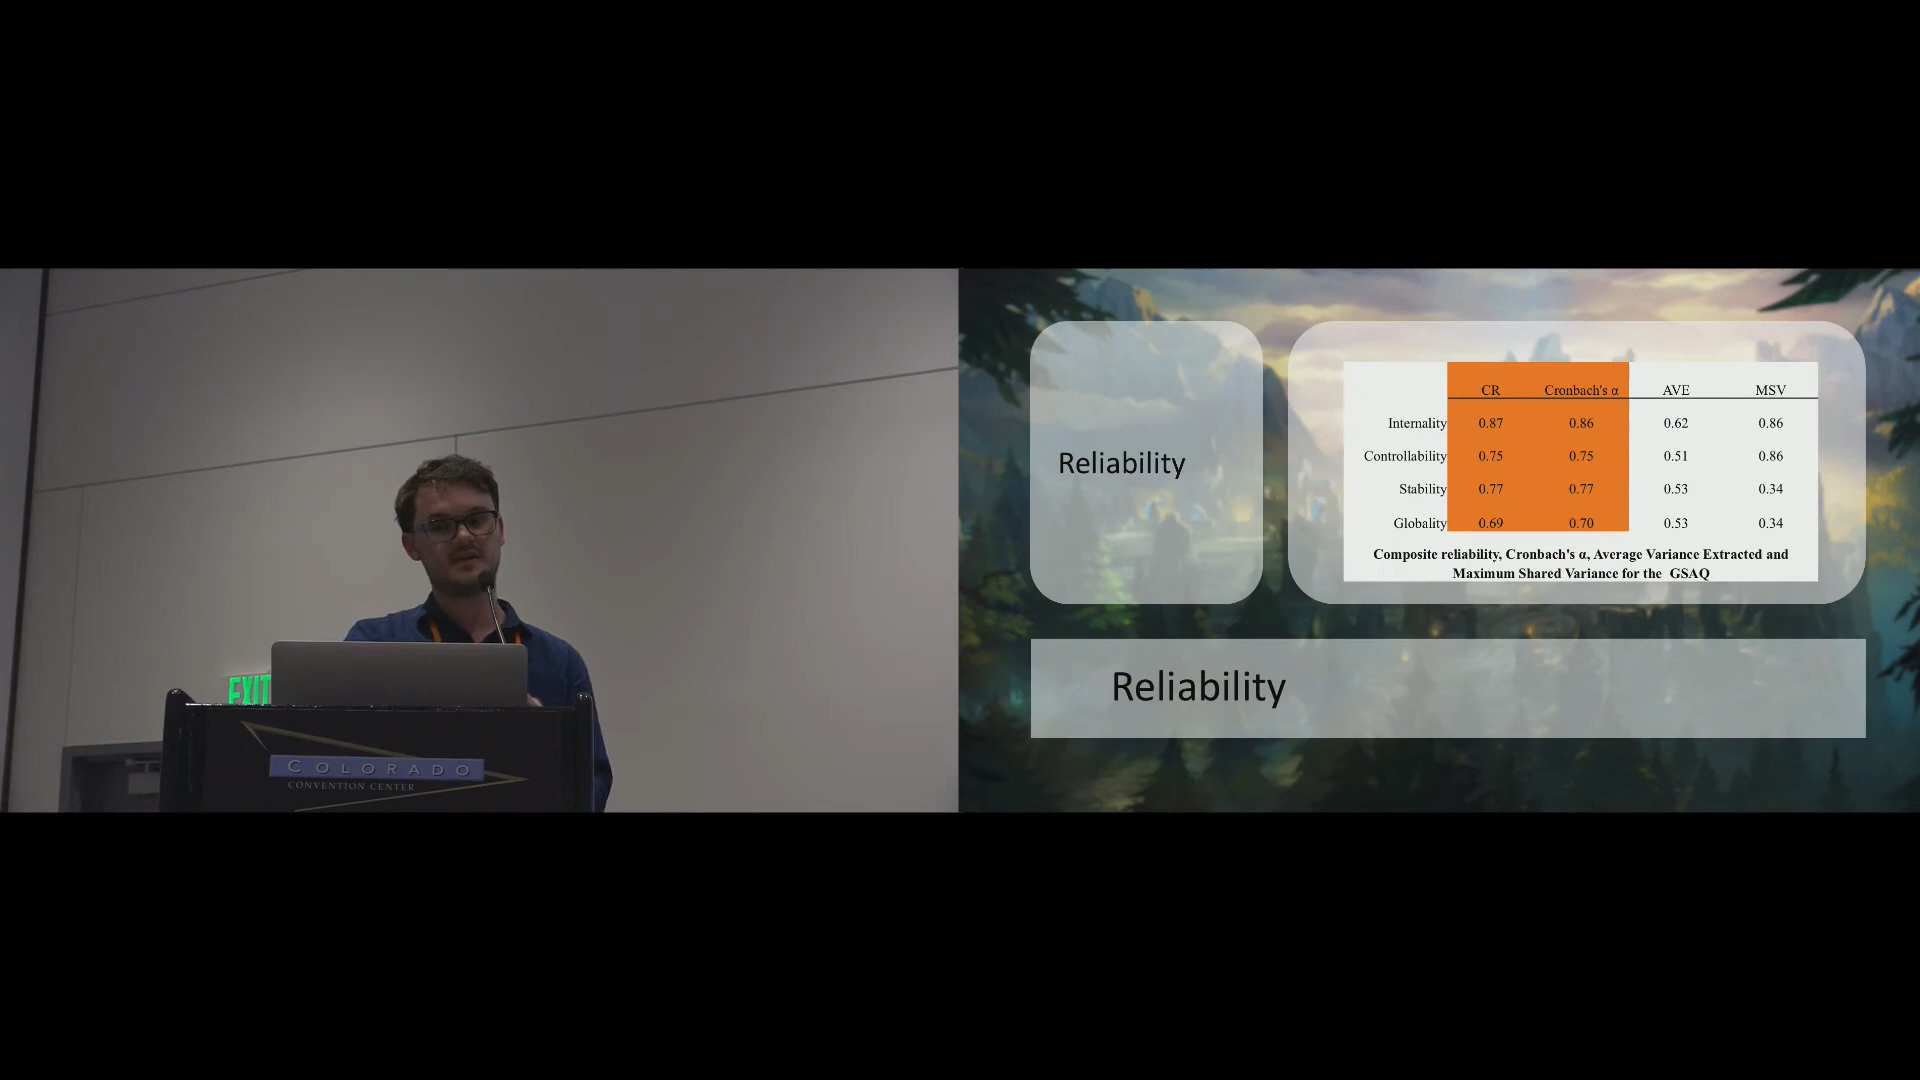 EXIT
COLORADO
CONVENTION CENTER
Reliability
CR Cronbach's α AVE MSV
Internality 0.87 0.86 0.62 0.86
Controllability 0.75 0.75 0.51 0.86
Stability 0.77 0.77 0.53 0.34
Globality 0.69 0.70 0.53 0.34
Composite reliability, Cronbach's α, Average Variance Extracted and
Maximum Shared Variance for the GSAQ
Reliability